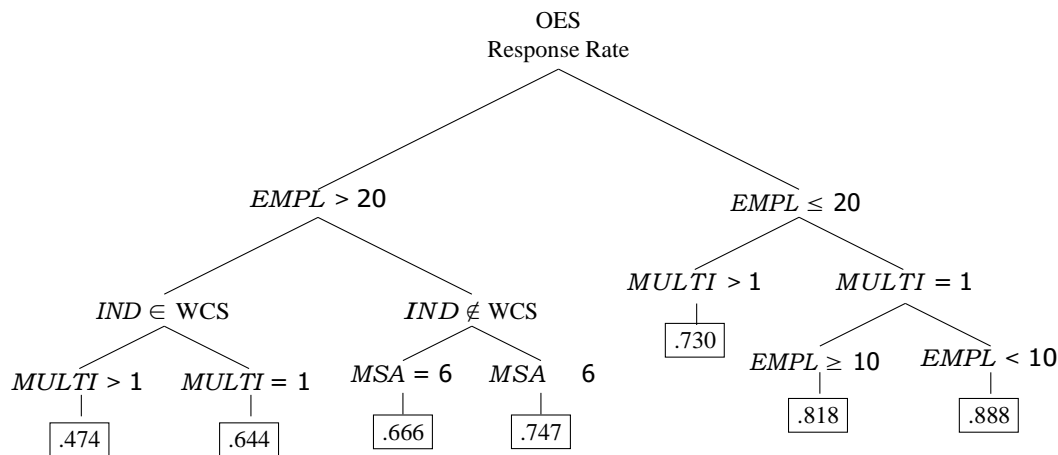 OES
Response Rate
EMPL > 20
EMPL ≤ 20
MULTI > 1
MULTI = 1
IND ∈ WCS
IND ∉ WCS
.730
EMPL ≥ 10
EMPL < 10
MULTI > 1
MULTI = 1
MSA = 6
MSA 6
.818
.888
.474
.644
.666
.747